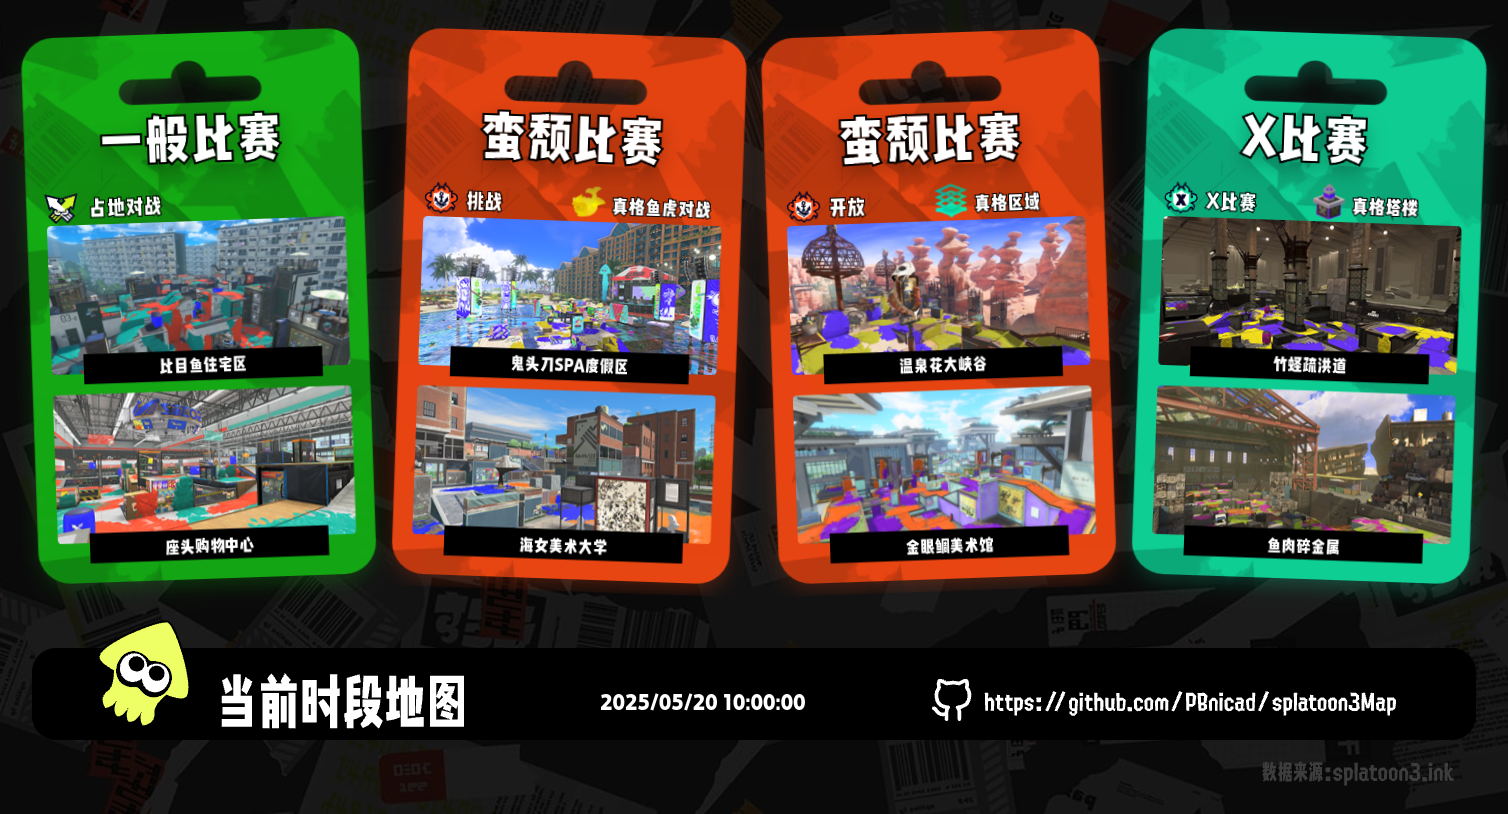 一般比赛
占地对战
比目鱼住宅区
座头购物中心
蛮颓比赛
挑战
真格鱼虎对战
鬼头刀SPA度假区
海女美术大学
蛮颓比赛
开放
真格区域
温泉花大峡谷
金眼鲷美术馆
X比赛
X比赛
真格塔楼
竹蛏疏洪道
鱼肉碎金属
当前时段地图
2025/05/20 10:00:00
https://github.com/PBnicad/splatoon3Map
数据来源:splatoon3.ink